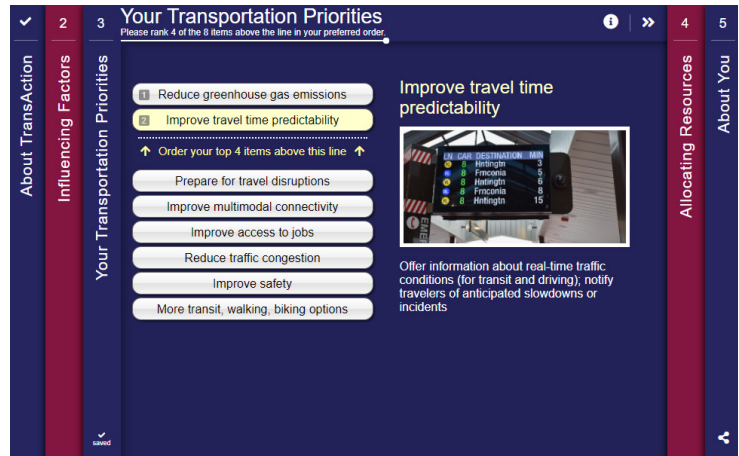 2
3
Your Transportation Priorities
Please rank 4 of the 8 items above the line in your preferred order.
4
5
About TransAction
Influencing Factors
Your Transportation Priorities
1 Reduce greenhouse gas emissions
2 Improve travel time predictability
Order your top 4 items above this line
Prepare for travel disruptions
Improve multimodal connectivity
Improve access to jobs
Reduce traffic congestion
Improve safety
More transit, walking, biking options
saved
Improve travel time
predictability
LN CAR DESTINATION MIN
8 Hntingtn 3
8 Frnconia 5
8 Hntingtn 6
8 Frnconia 8
8 Hntingtn 15
EME
Offer information about real-time traffic
conditions (for transit and driving); notify
travelers of anticipated slowdowns or
incidents
Allocating Resources
About You